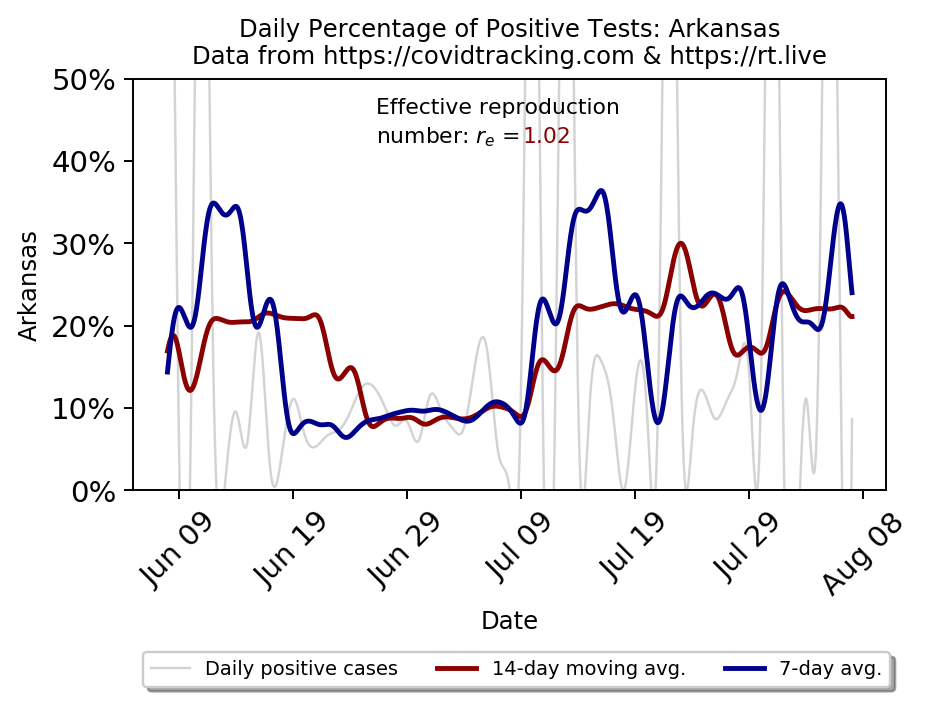 Daily Percentage of Positive Tests: Arkansas
Data from https://covidtracking.com & https://rt.live
50%
40%
30%
20%
10%
0%
Arkansas
Effective reproduction
number: rₑ =1.02
Jun 09
Jun 19
Jun 29
Jul 09
Jul 19
Jul 29
Aug 08
Date
Daily positive cases
14-day moving avg.
7-day avg.